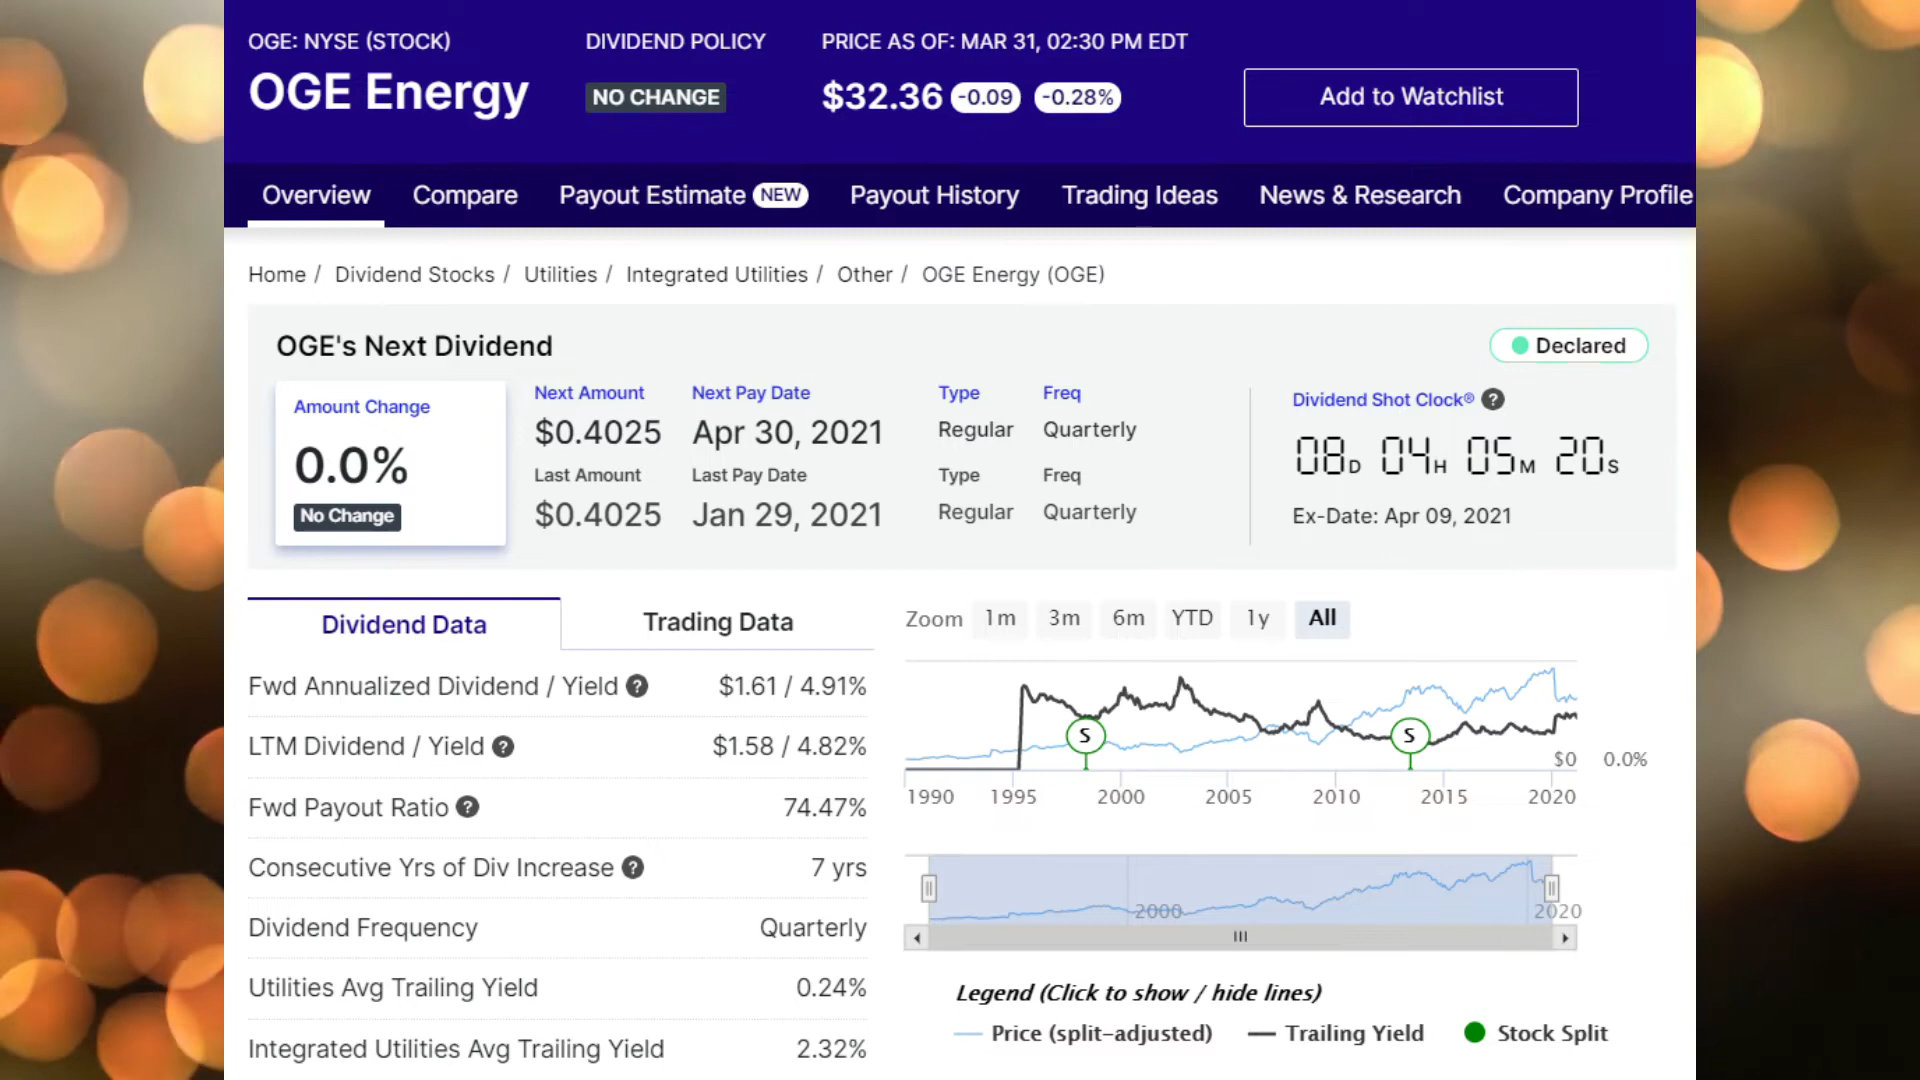 OGE: NYSE (STOCK)
DIVIDEND POLICY
PRICE AS OF: MAR 31, 02:30 PM EDT
OGE Energy
NO CHANGE
$32.36 -0.09 -0.28%
Add to Watchlist
Overview Compare Payout Estimate NEW Payout History Trading Ideas News & Research Company Profile
Home / Dividend Stocks / Utilities / Integrated Utilities / Other / OGE Energy (OGE)
OGE's Next Dividend
Declared
Amount Change
0.0%
No Change
Next Amount Next Pay Date Type Freq
$0.4025 Apr 30, 2021 Regular Quarterly
Last Amount Last Pay Date Type Freq
$0.4025 Jan 29, 2021 Regular Quarterly
Dividend Shot Clock® ?
08D 04H 05M 20S
Ex-Date: Apr 09, 2021
Dividend Data Trading Data
Fwd Annualized Dividend / Yield ? $1.61 / 4.91%
LTM Dividend / Yield ? $1.58 / 4.82%
Fwd Payout Ratio ? 74.47%
Consecutive Yrs of Div Increase ? 7 yrs
Dividend Frequency Quarterly
Utilities Avg Trailing Yield 0.24%
Integrated Utilities Avg Trailing Yield 2.32%
Zoom 1m 3m 6m YTD 1y All
S S
$0 0.0%
1990 1995 2000 2005 2010 2015 2020
2000 2020
Legend (Click to show / hide lines)
Price (split-adjusted) Trailing Yield Stock Split